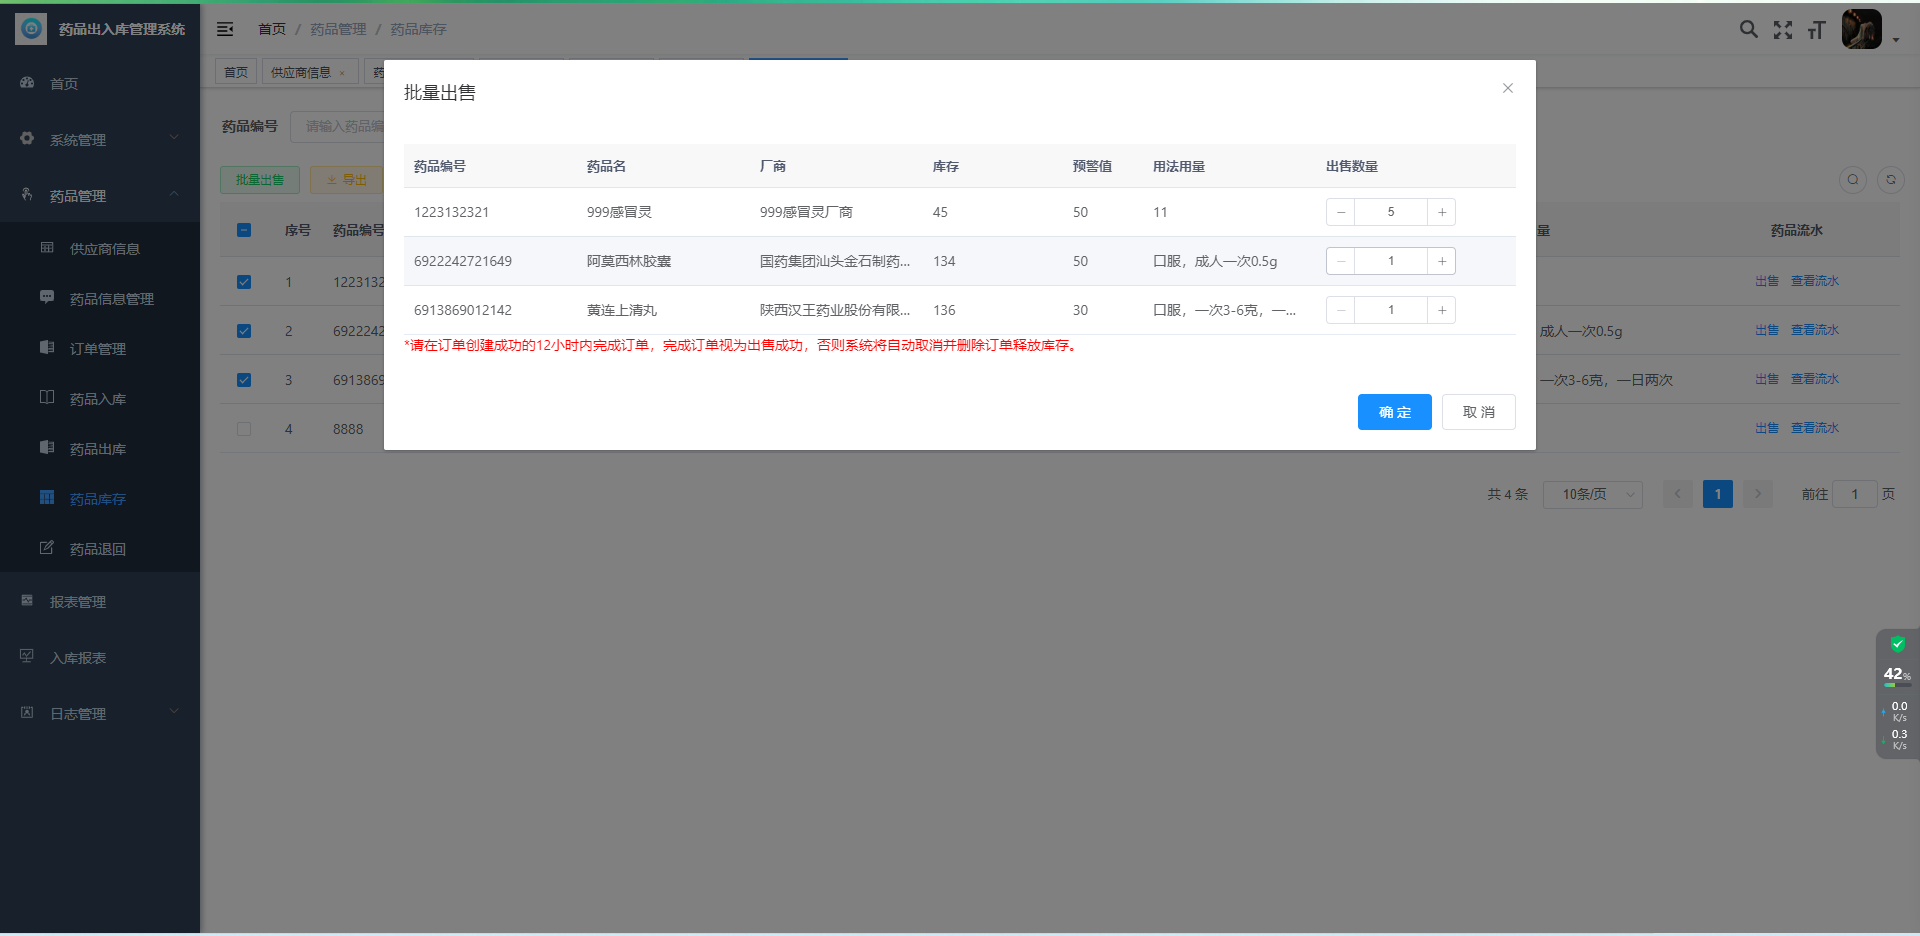 药品出入库管理系统
首页 / 药品管理 / 药品库存
首页
供应商信息 ×
药
首页
系统管理
药品管理
供应商信息
药品信息管理
订单管理
药品入库
药品出库
药品库存
药品退回
报表管理
入库报表
日志管理
药品编号
请输入药品编
批量出售
导出
序号 药品编号 量 药品流水
1 122313 出售 查看流水
2 692224 成人一次0.5g 出售 查看流水
3 691386 一次3-6克，一日两次 出售 查看流水
4 8888 出售 查看流水
批量出售
药品编号 药品名 厂商 库存 预警值 用法用量 出售数量
1223132321 999感冒灵 999感冒灵厂商 45 50 11 − 5 +
6922242721649 阿莫西林胶囊 国药集团汕头金石制药... 134 50 口服，成人一次0.5g − 1 +
6913869012142 黄连上清丸 陕西汉王药业股份有限... 136 30 口服，一次3-6克，一... − 1 +
*请在订单创建成功的12小时内完成订单，完成订单视为出售成功，否则系统将自动取消并删除订单释放库存。
确 定 取 消
共 4 条 10条/页 < 1 > 前往 1 页
42%
0.0
K/s
0.3
K/s